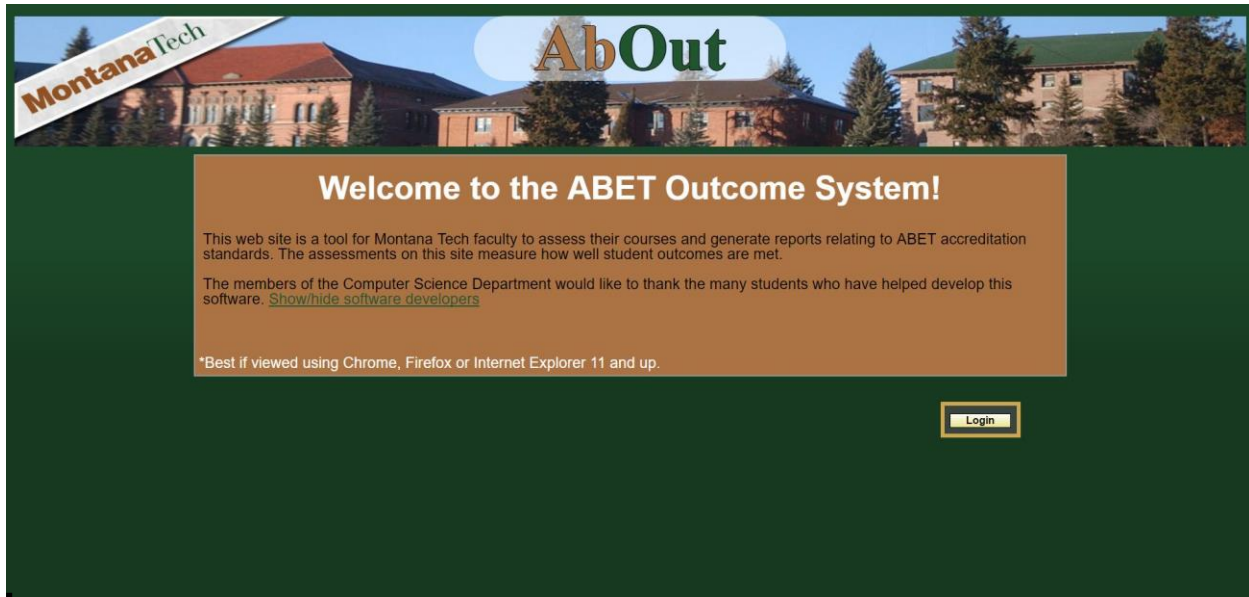 MontanaTech
AbOut
Welcome to the ABET Outcome System!
This web site is a tool for Montana Tech faculty to assess their courses and generate reports relating to ABET accreditation
standards. The assessments on this site measure how well student outcomes are met.
The members of the Computer Science Department would like to thank the many students who have helped develop this
software. Show/hide software developers
*Best if viewed using Chrome, Firefox or Internet Explorer 11 and up.
Login